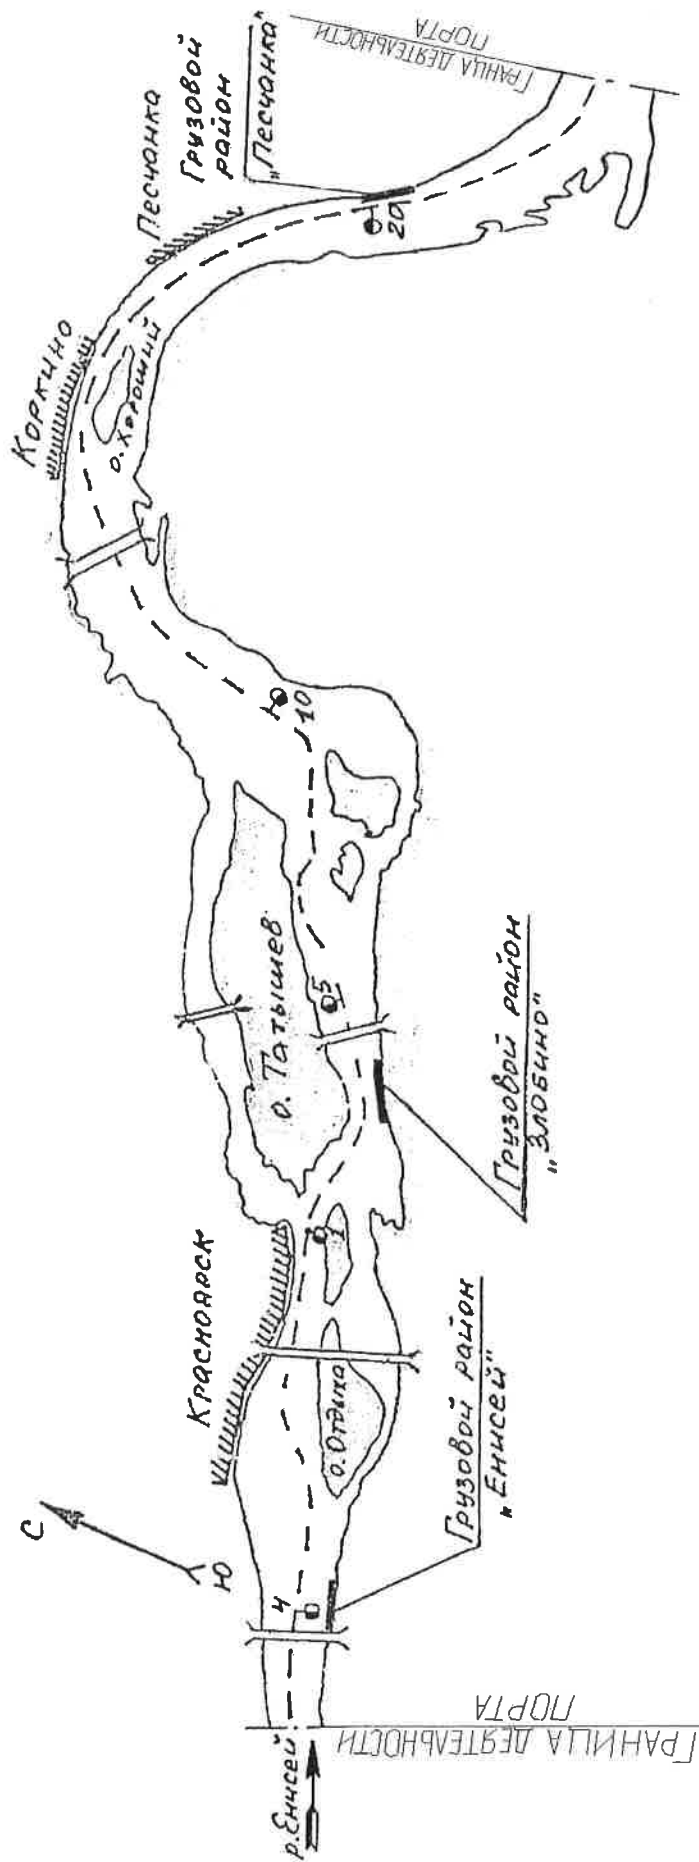 р. Енисей
ГРАНИЦА ДЕЯТЕЛЬНОСТИ
ПОРТА
С
Ю
4
Грузовой район
"Енисей"
Красноярск
о. Отдыха
1
Грузовой район
"Злобино"
о. Татышев
5
10
Коркино
о. Хороший
Песчанка
Грузовой
район
"Песчанка"
20
ГРАНИЦА ДЕЯТЕЛЬНОСТИ
ПОРТА